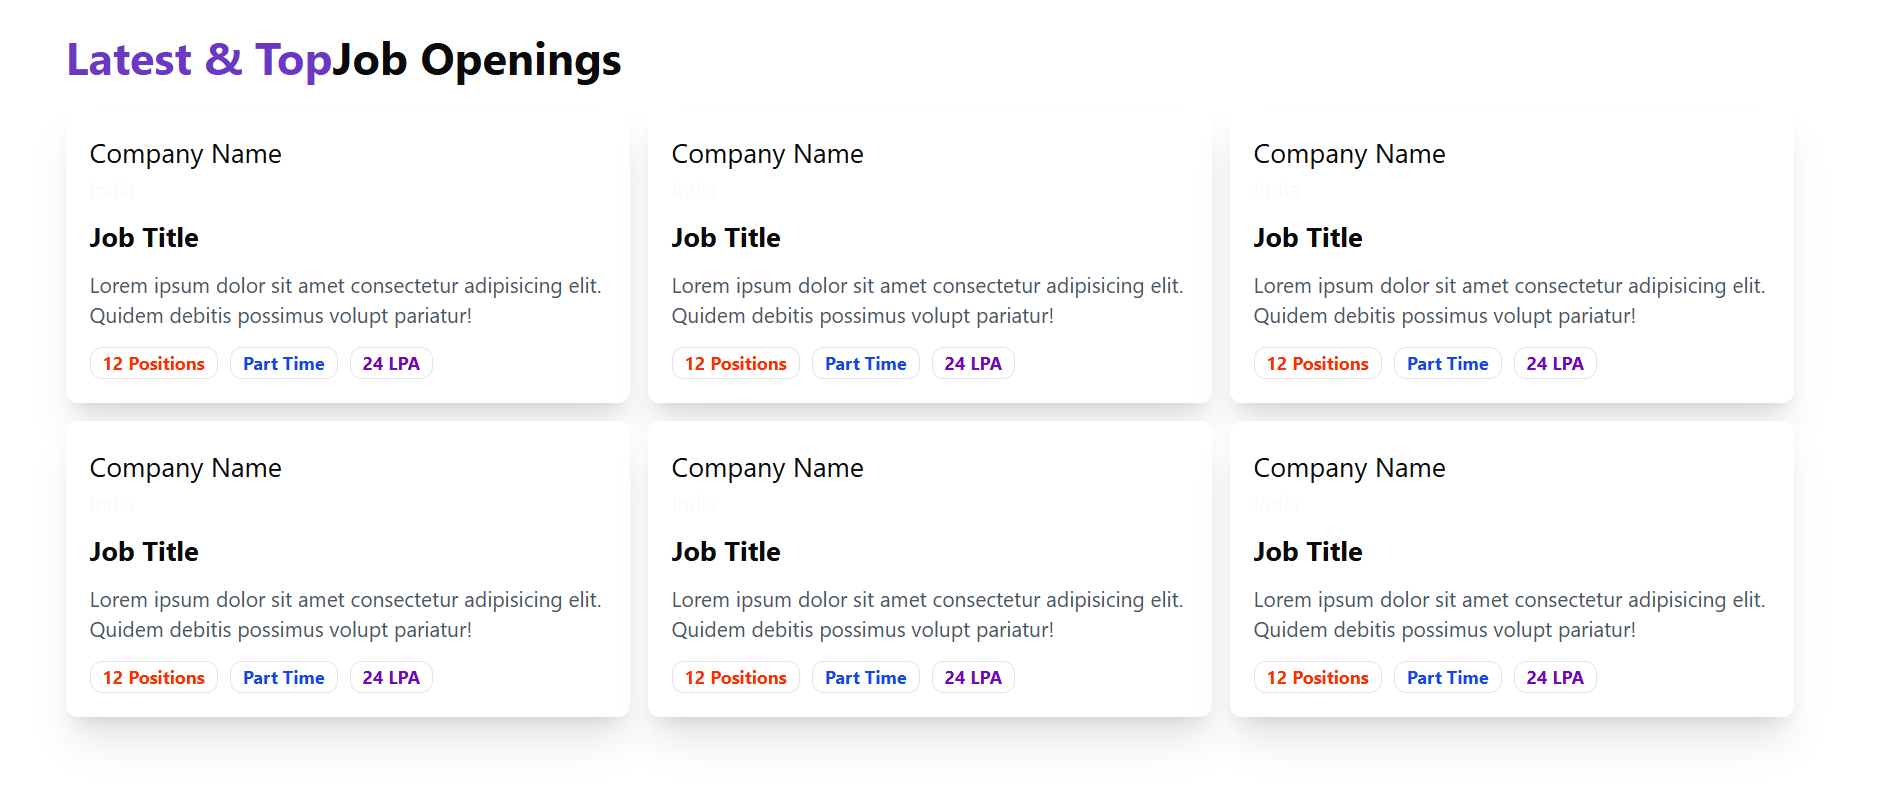 Latest & TopJob Openings
Company Name
India
Job Title
Lorem ipsum dolor sit amet consectetur adipisicing elit.
Quidem debitis possimus volupt pariatur!
12 Positions Part Time 24 LPA
Company Name
India
Job Title
Lorem ipsum dolor sit amet consectetur adipisicing elit.
Quidem debitis possimus volupt pariatur!
12 Positions Part Time 24 LPA
Company Name
India
Job Title
Lorem ipsum dolor sit amet consectetur adipisicing elit.
Quidem debitis possimus volupt pariatur!
12 Positions Part Time 24 LPA
Company Name
India
Job Title
Lorem ipsum dolor sit amet consectetur adipisicing elit.
Quidem debitis possimus volupt pariatur!
12 Positions Part Time 24 LPA
Company Name
India
Job Title
Lorem ipsum dolor sit amet consectetur adipisicing elit.
Quidem debitis possimus volupt pariatur!
12 Positions Part Time 24 LPA
Company Name
India
Job Title
Lorem ipsum dolor sit amet consectetur adipisicing elit.
Quidem debitis possimus volupt pariatur!
12 Positions Part Time 24 LPA